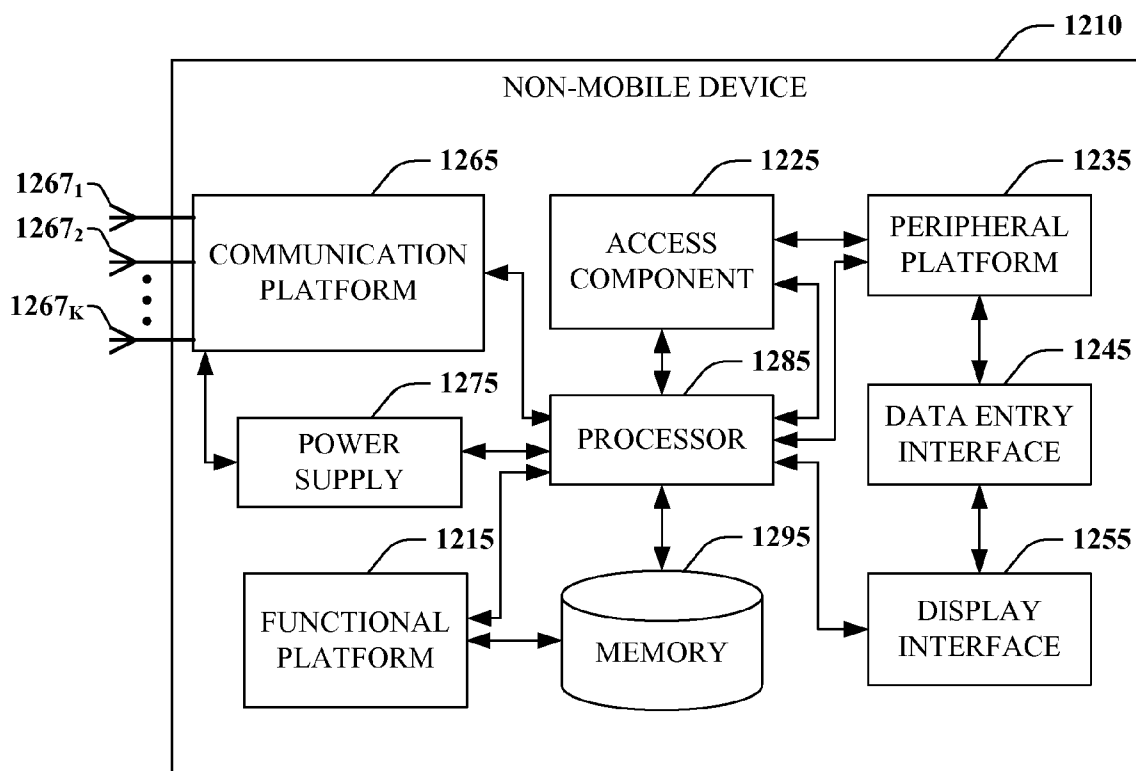 1210
NON-MOBILE DEVICE
1265
1225
1235
1267₁
1267₂
1267K
COMMUNICATION
PLATFORM
ACCESS
COMPONENT
PERIPHERAL
PLATFORM
1275
1285
1245
POWER
SUPPLY
PROCESSOR
DATA ENTRY
INTERFACE
1215
1295
1255
FUNCTIONAL
PLATFORM
MEMORY
DISPLAY
INTERFACE